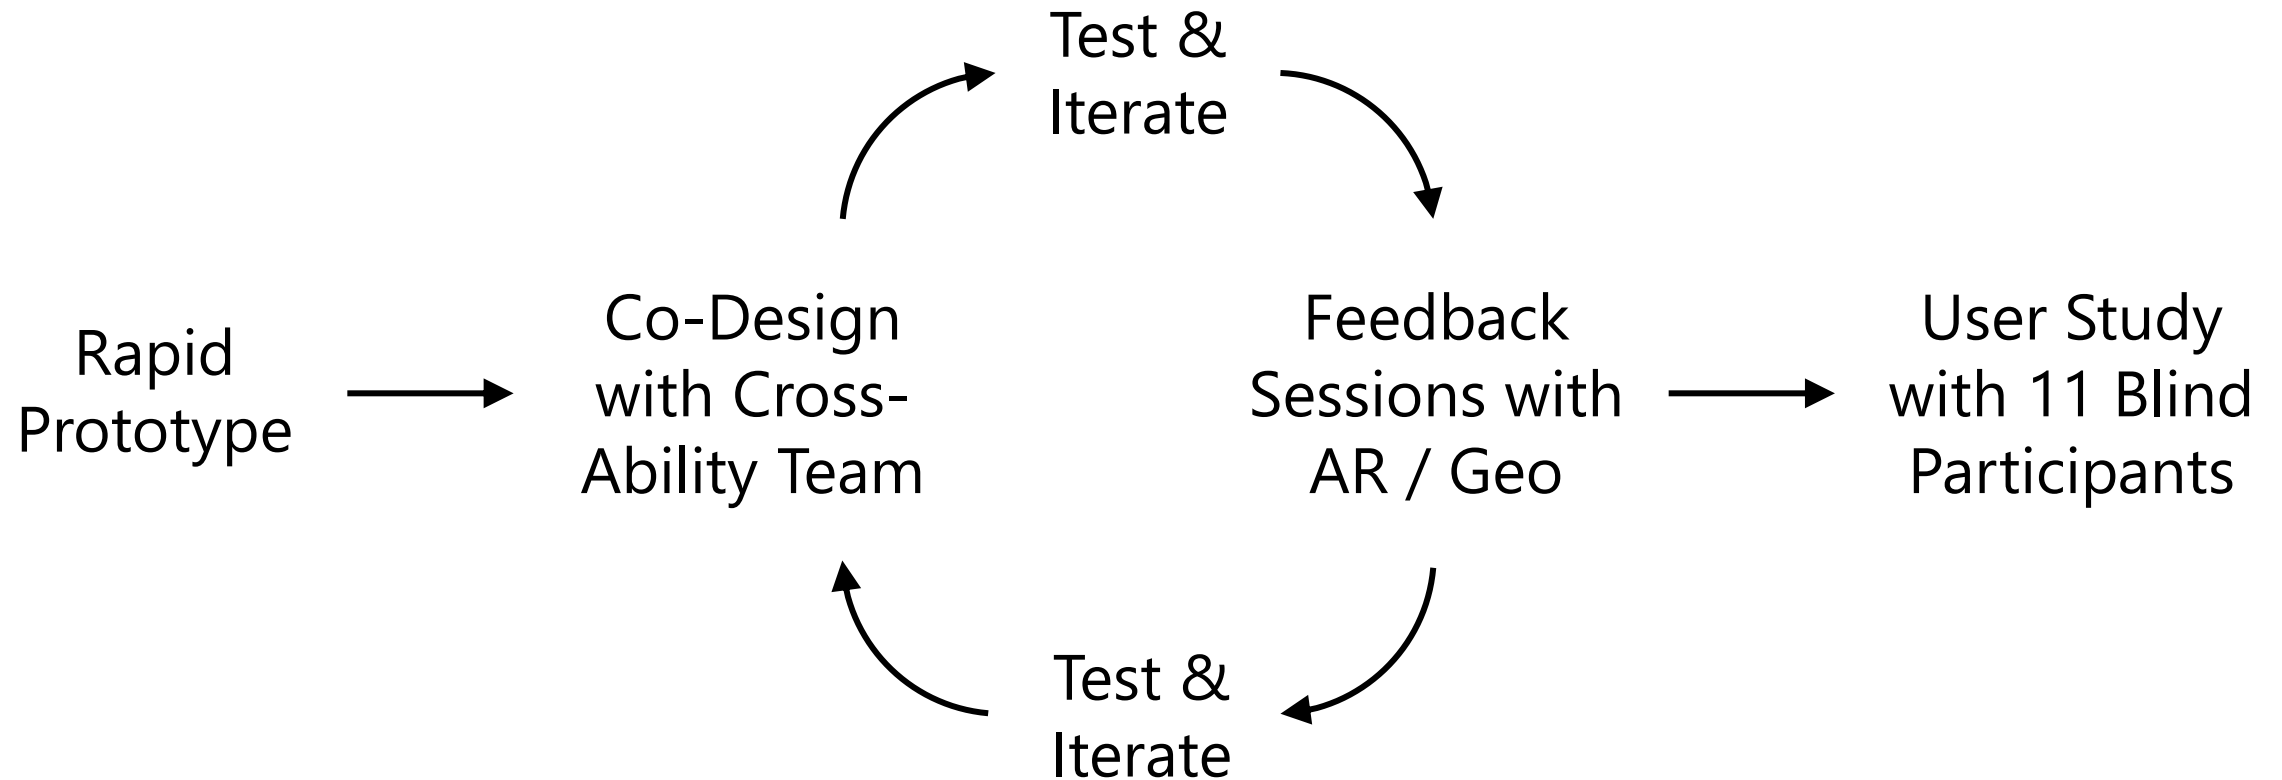 Test &
Iterate
Rapid
Prototype
Co-Design
with Cross-
Ability Team
Feedback
Sessions with
AR / Geo
User Study
with 11 Blind
Participants
Test &
Iterate